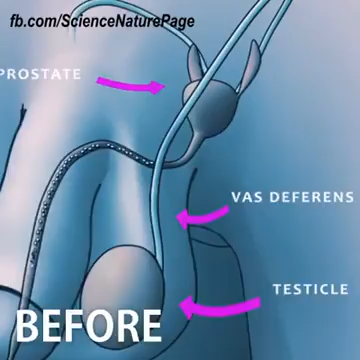 fb.com/ScienceNaturePage
PROSTATE
VAS DEFERENS
TESTICLE
BEFORE